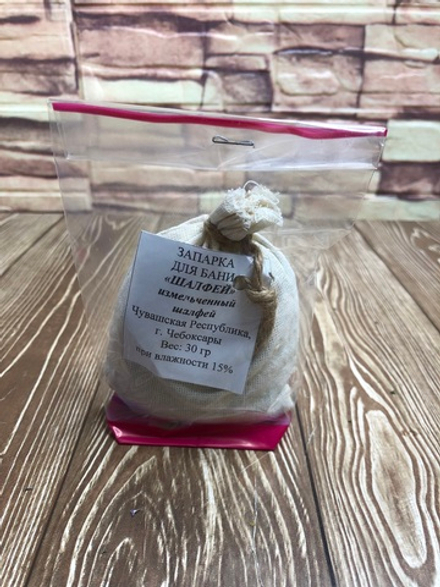 ЗАПАРКА
ДЛЯ БАНИ
«ШАЛФЕЙ»
измельченный
шалфей
Чувашская Республика,
г. Чебоксары
Вес: 30 гр
при влажности 15%